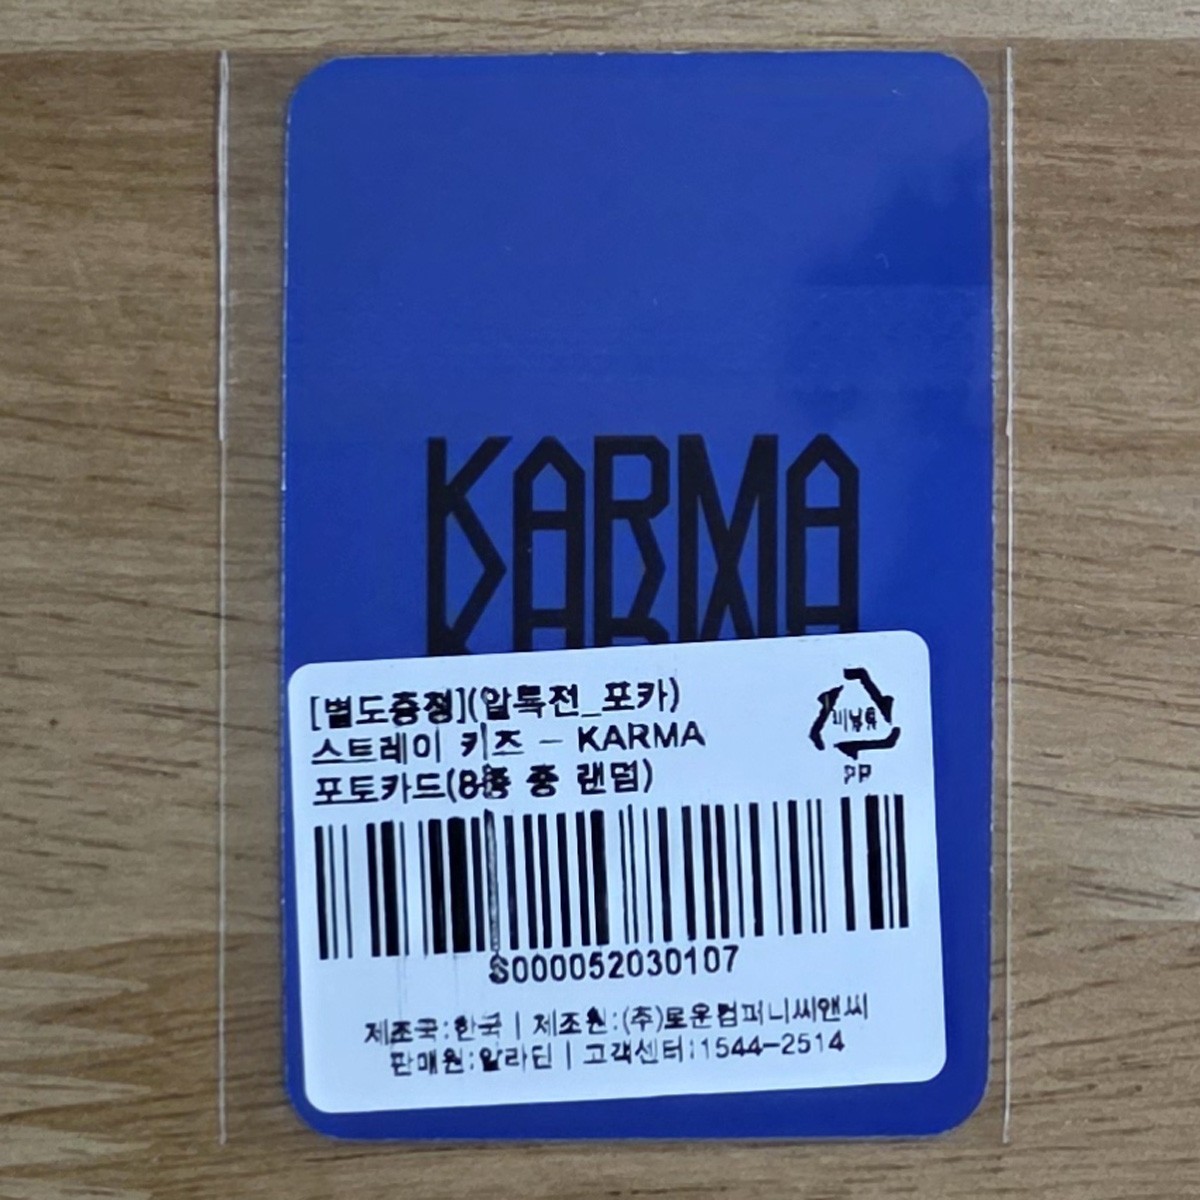 KARMA
KARMA
[별도증정](알특전_포카)
스트레이 키즈 - KARMA
포토카드(8종 중 랜덤)
비닐류
PP
S000052030107
제조국:한국 | 제조원:(주)로운컴퍼니씨앤씨
판매원:알라딘 | 고객센터:1544-2514